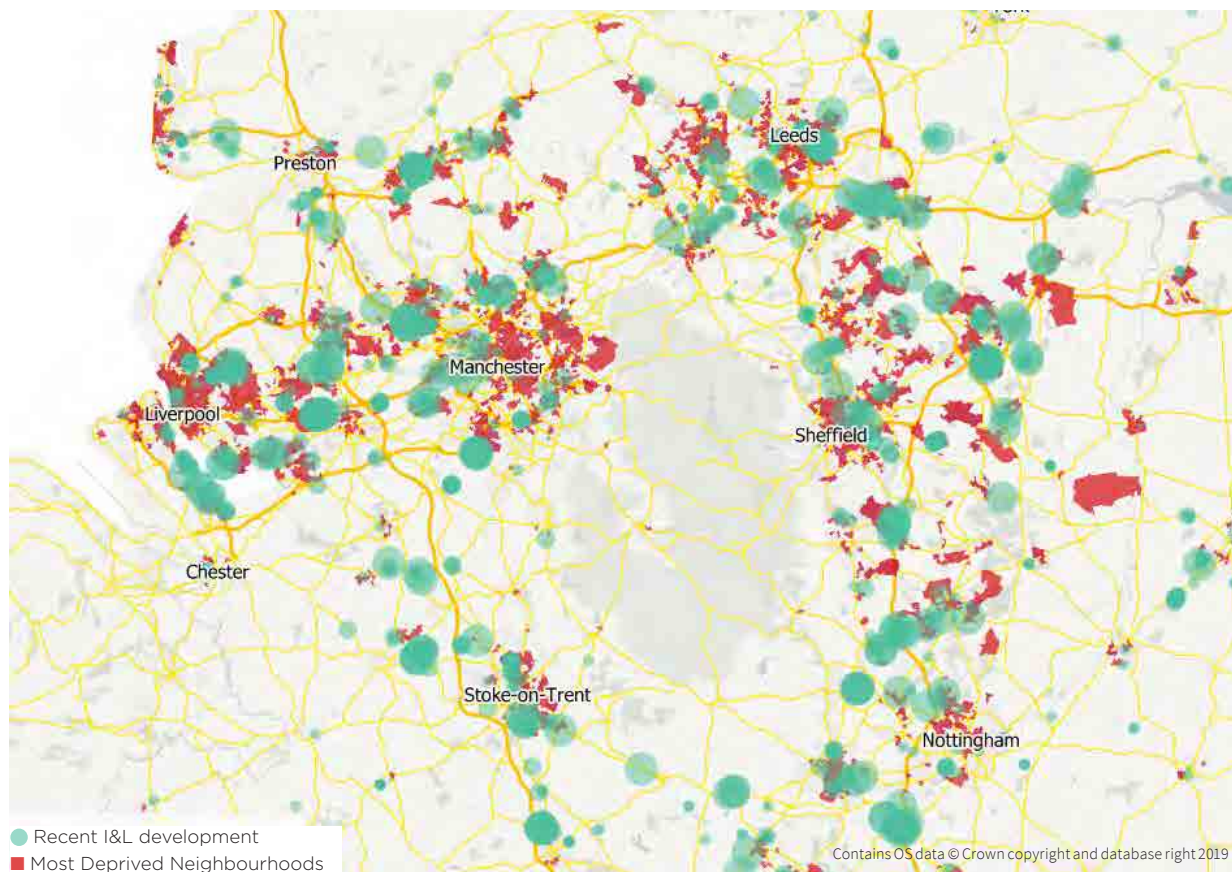 Preston
Leeds
Manchester
Liverpool
Sheffield
Chester
Stoke-on-Trent
Nottingham
Recent I&L development
Most Deprived Neighbourhoods
Contains OS data © Crown copyright and database right 2019